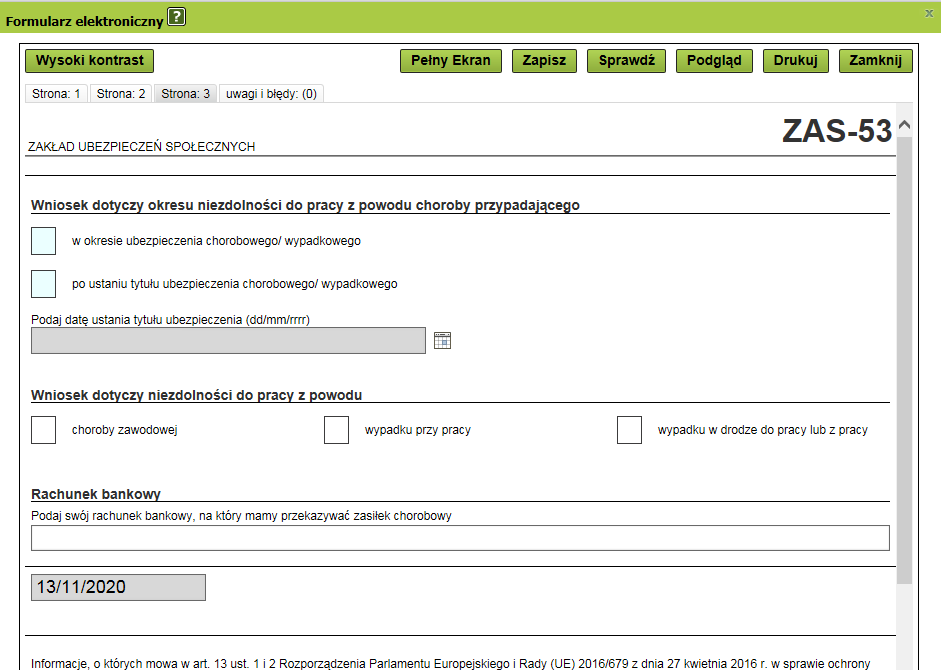 Formularz elektroniczny ?
x
Wysoki kontrast Pełny Ekran Zapisz Sprawdź Podgląd Drukuj Zamknij
Strona: 1 Strona: 2 Strona: 3 uwagi i błędy: (0)
ZAS-53
ZAKŁAD UBEZPIECZEŃ SPOŁECZNYCH
Wniosek dotyczy okresu niezdolności do pracy z powodu choroby przypadającego
w okresie ubezpieczenia chorobowego/ wypadkowego
po ustaniu tytułu ubezpieczenia chorobowego/ wypadkowego
Podaj datę ustania tytułu ubezpieczenia (dd/mm/rrrr)
Wniosek dotyczy niezdolności do pracy z powodu
choroby zawodowej wypadku przy pracy wypadku w drodze do pracy lub z pracy
Rachunek bankowy
Podaj swój rachunek bankowy, na który mamy przekazywać zasiłek chorobowy
13/11/2020
Informacje, o których mowa w art. 13 ust. 1 i 2 Rozporządzenia Parlamentu Europejskiego i Rady (UE) 2016/679 z dnia 27 kwietnia 2016 r. w sprawie ochrony